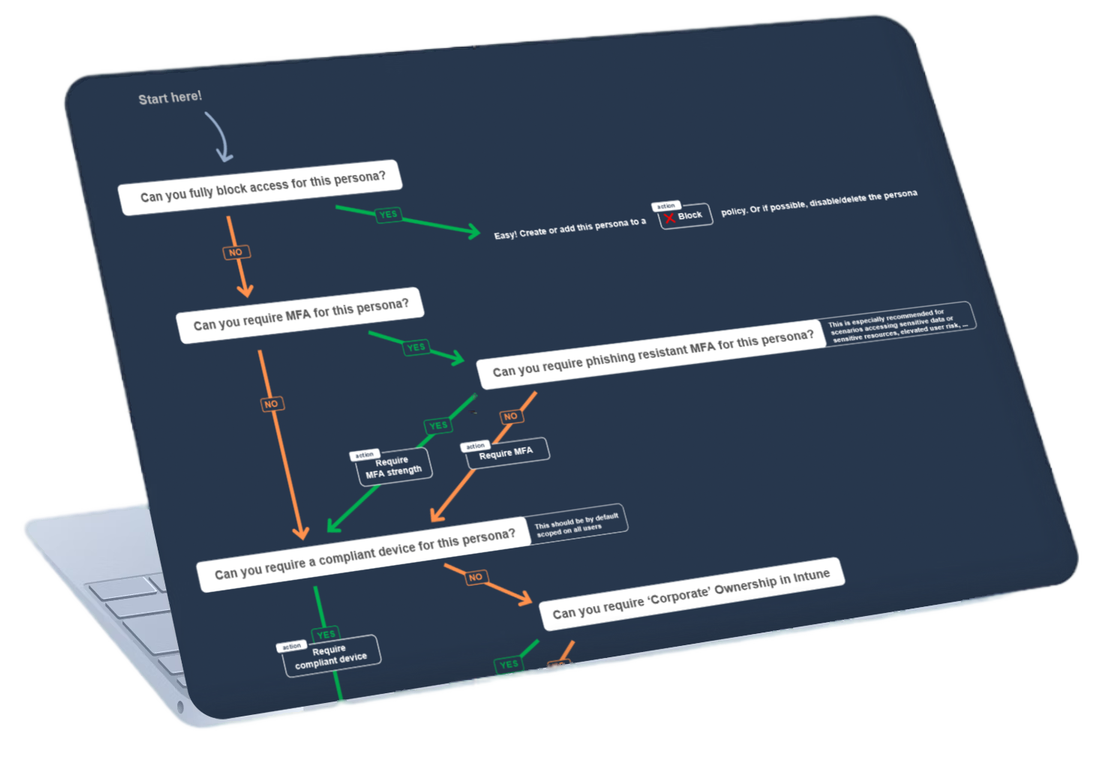 Start here!
Can you fully block access for this persona?
YES
Easy! Create or add this persona to a
action
Block
policy. Or if possible, disable/delete the persona
NO
Can you require MFA for this persona?
YES
Can you require phishing resistant MFA for this persona?
This is especially recommended for
scenarios accessing sensitive data or
sensitive resources, elevated user risk, ...
NO
YES
NO
action
Require
MFA strength
action
Require MFA
Can you require a compliant device for this persona?
This should be by default
scoped on all users
NO
Can you require ‘Corporate’ Ownership in Intune
YES
action
Require
compliant device
YES